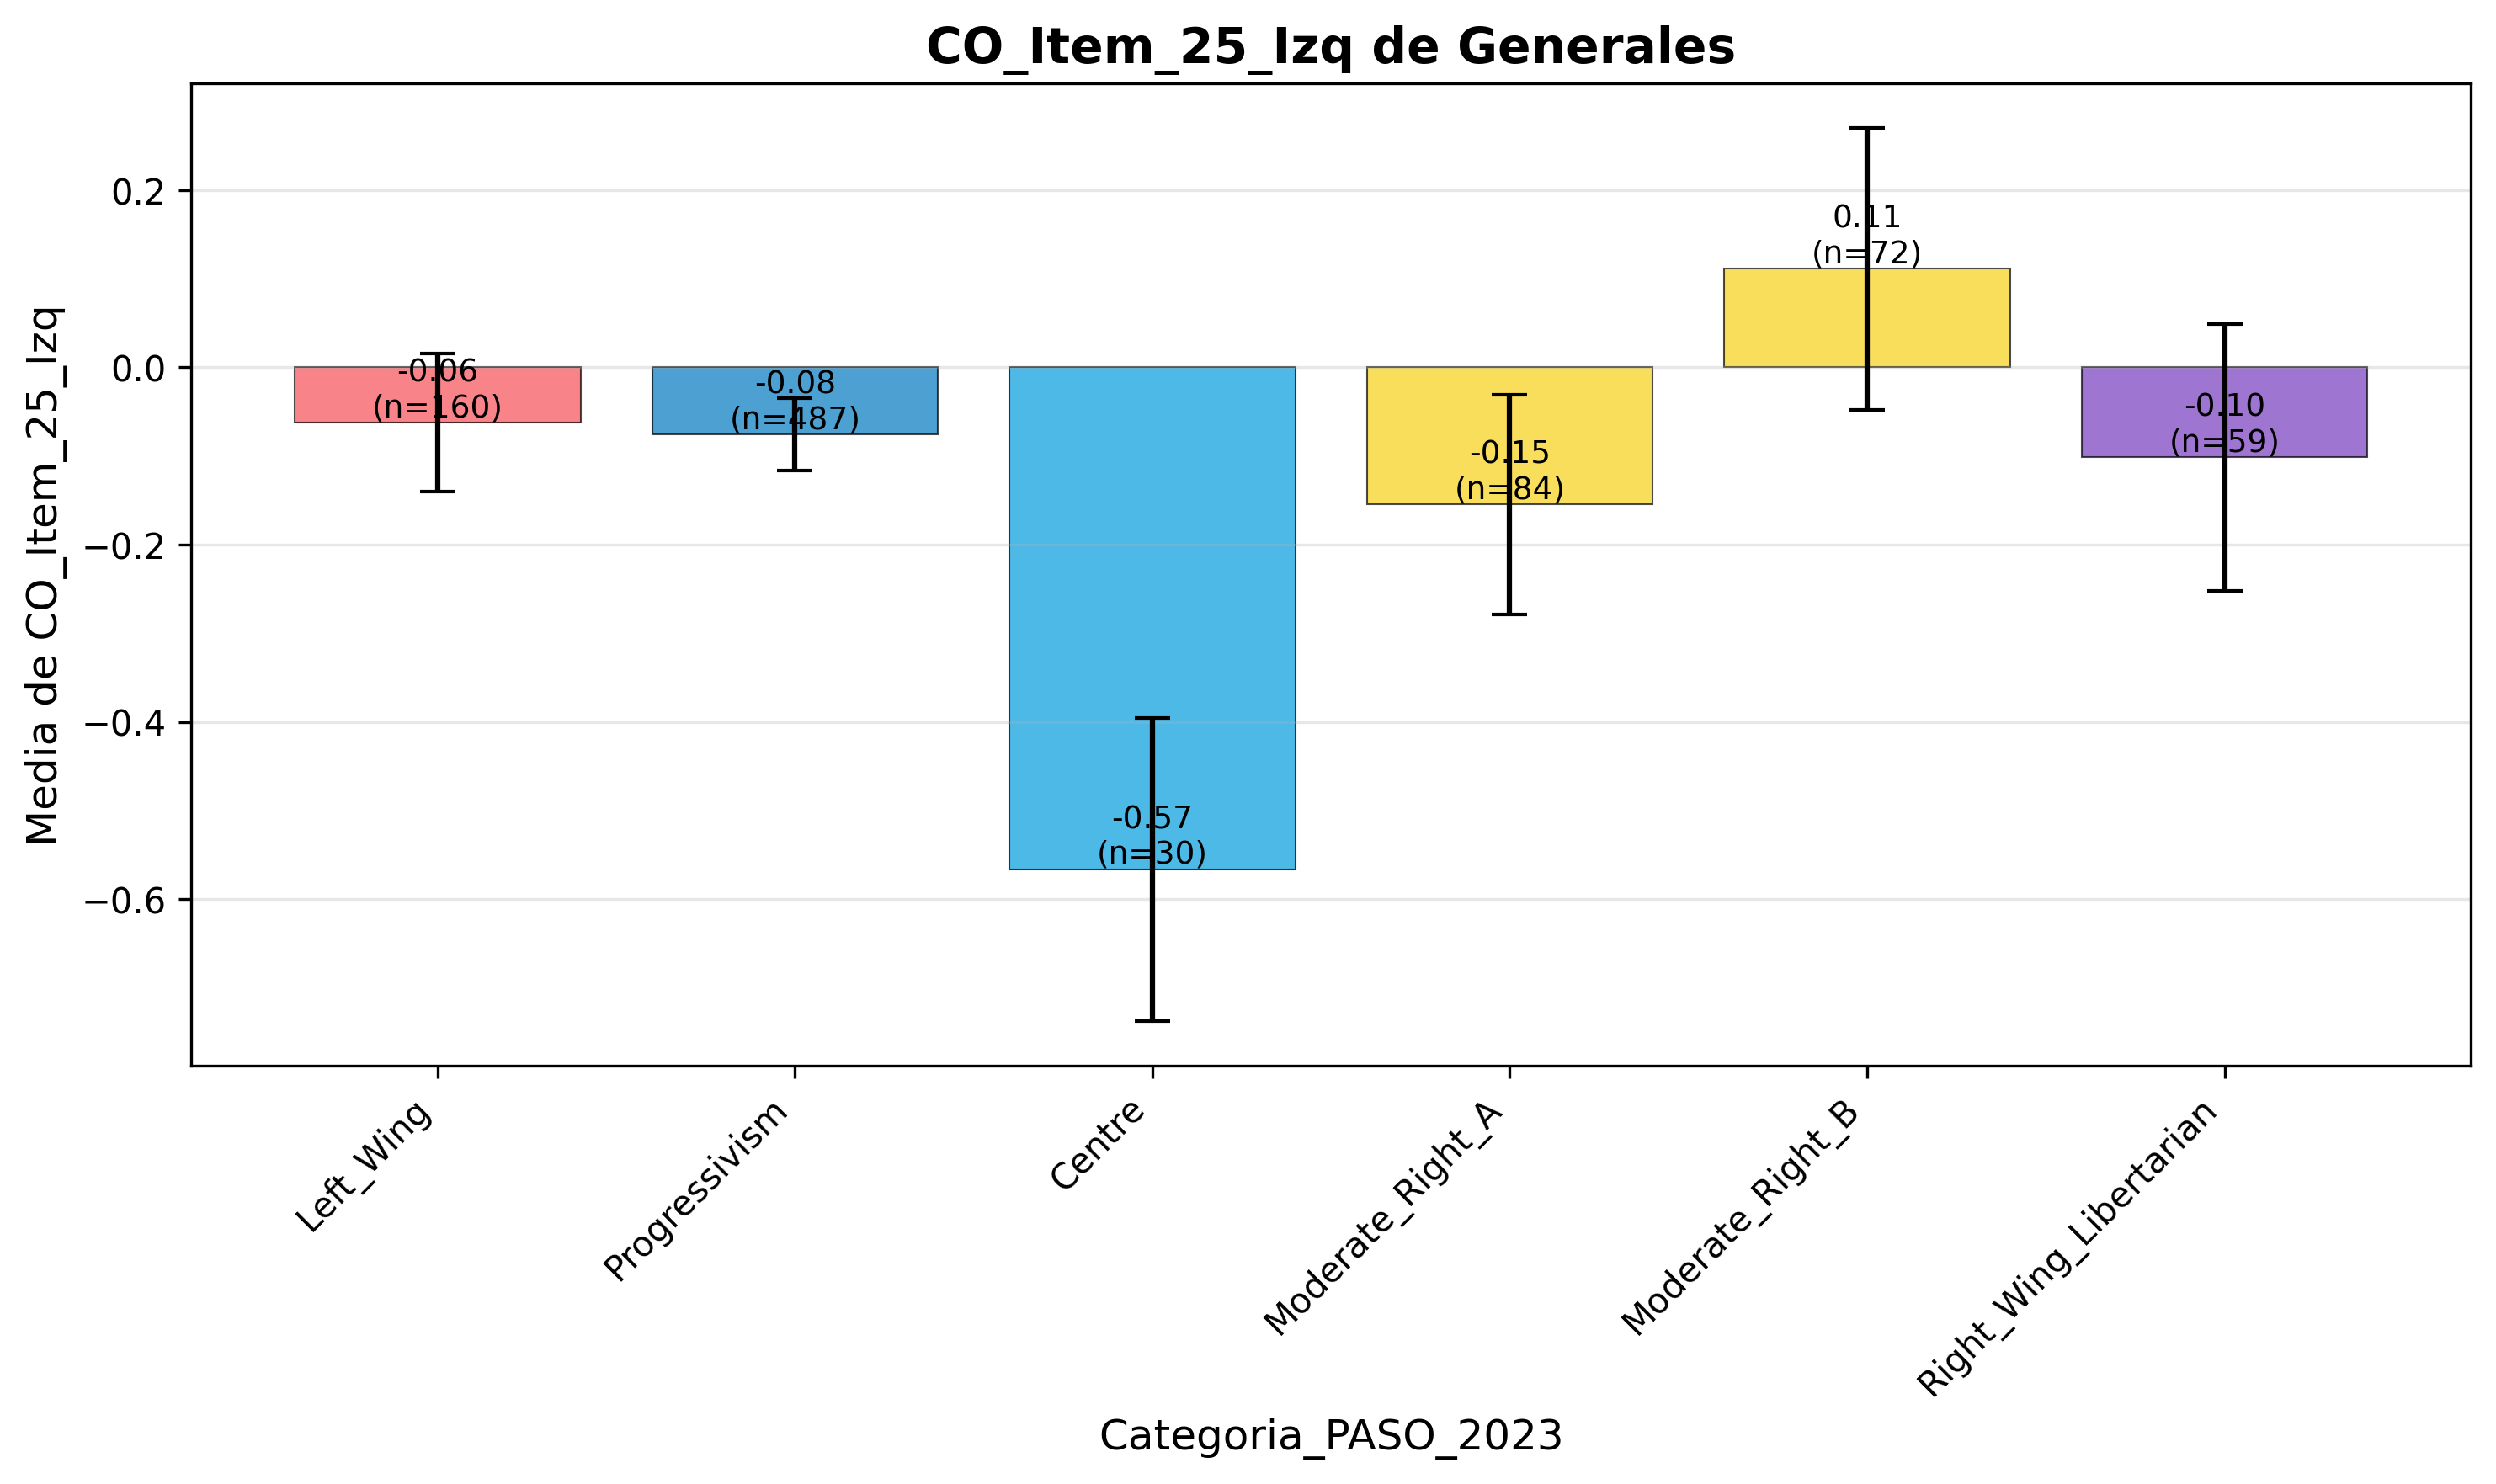 CO_Item_25_Izq de Generales
Media de CO_Item_25_Izq
0.2
0.0
−0.2
−0.4
−0.6
-0.06
(n=160)
-0.08
(n=487)
-0.57
(n=30)
-0.15
(n=84)
0.11
(n=72)
-0.10
(n=59)
Left_Wing
Progressivism
Centre
Moderate_Right_A
Moderate_Right_B
Right_Wing_Libertarian
Categoria_PASO_2023